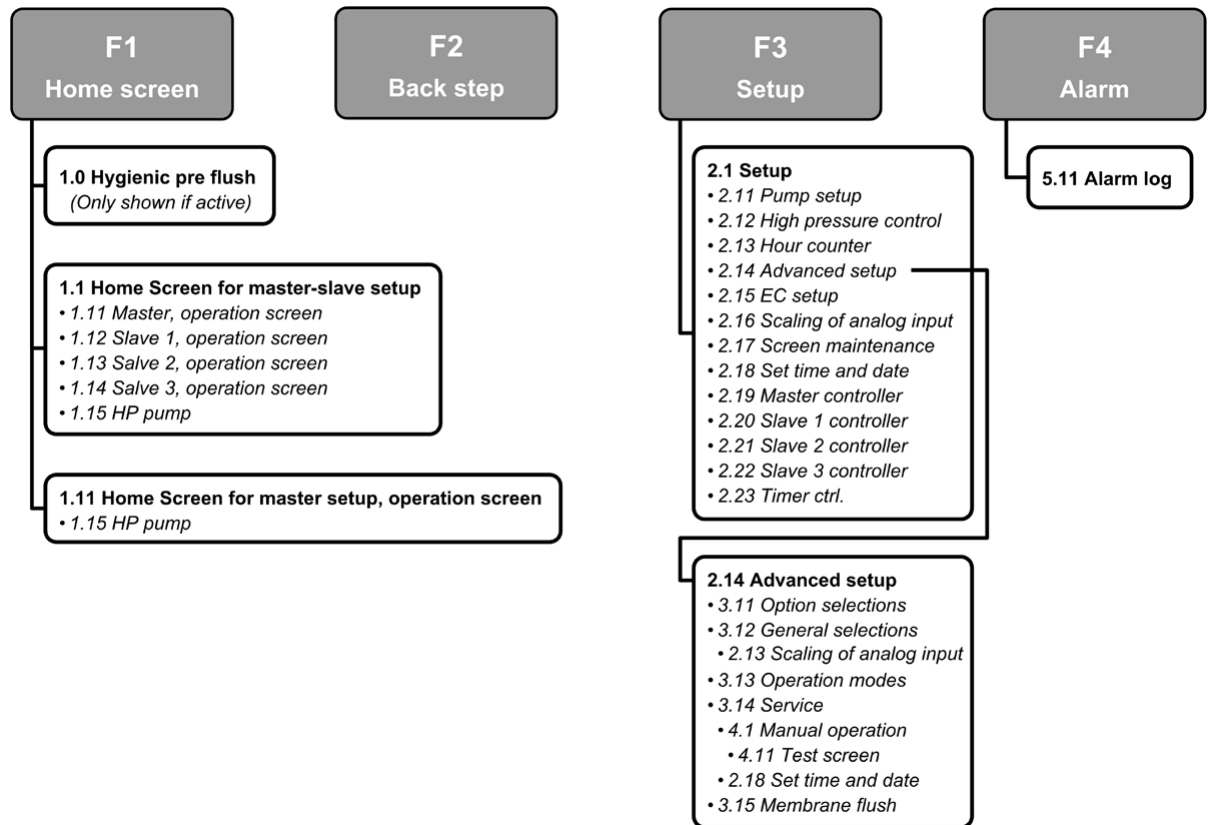 F1
Home screen
F2
Back step
F3
Setup
F4
Alarm
1.0 Hygienic pre flush
(Only shown if active)
1.1 Home Screen for master-slave setup
• 1.11 Master, operation screen
• 1.12 Slave 1, operation screen
• 1.13 Salve 2, operation screen
• 1.14 Salve 3, operation screen
• 1.15 HP pump
1.11 Home Screen for master setup, operation screen
• 1.15 HP pump
2.1 Setup
• 2.11 Pump setup
• 2.12 High pressure control
• 2.13 Hour counter
• 2.14 Advanced setup
• 2.15 EC setup
• 2.16 Scaling of analog input
• 2.17 Screen maintenance
• 2.18 Set time and date
• 2.19 Master controller
• 2.20 Slave 1 controller
• 2.21 Slave 2 controller
• 2.22 Slave 3 controller
• 2.23 Timer ctrl.
2.14 Advanced setup
• 3.11 Option selections
• 3.12 General selections
• 2.13 Scaling of analog input
• 3.13 Operation modes
• 3.14 Service
• 4.1 Manual operation
• 4.11 Test screen
• 2.18 Set time and date
• 3.15 Membrane flush
5.11 Alarm log